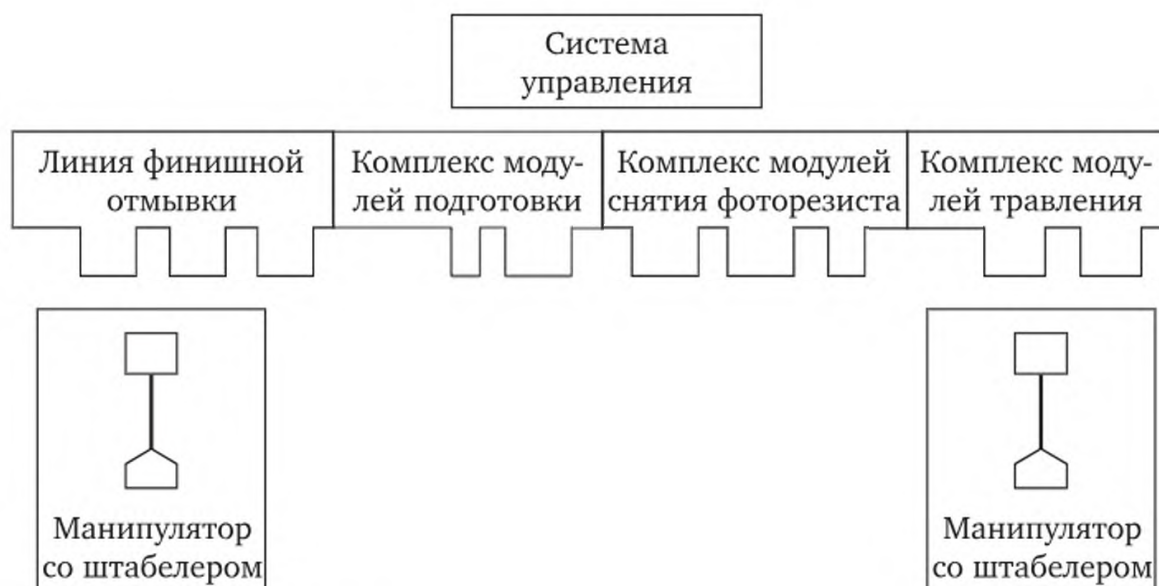 Система
управления
Линия финишной
отмывки
Комплекс моду-
лей подготовки
Комплекс модулей
снятия фоторезиста
Комплекс моду-
лей травления
Манипулятор
со штабелером
Манипулятор
со штабелером